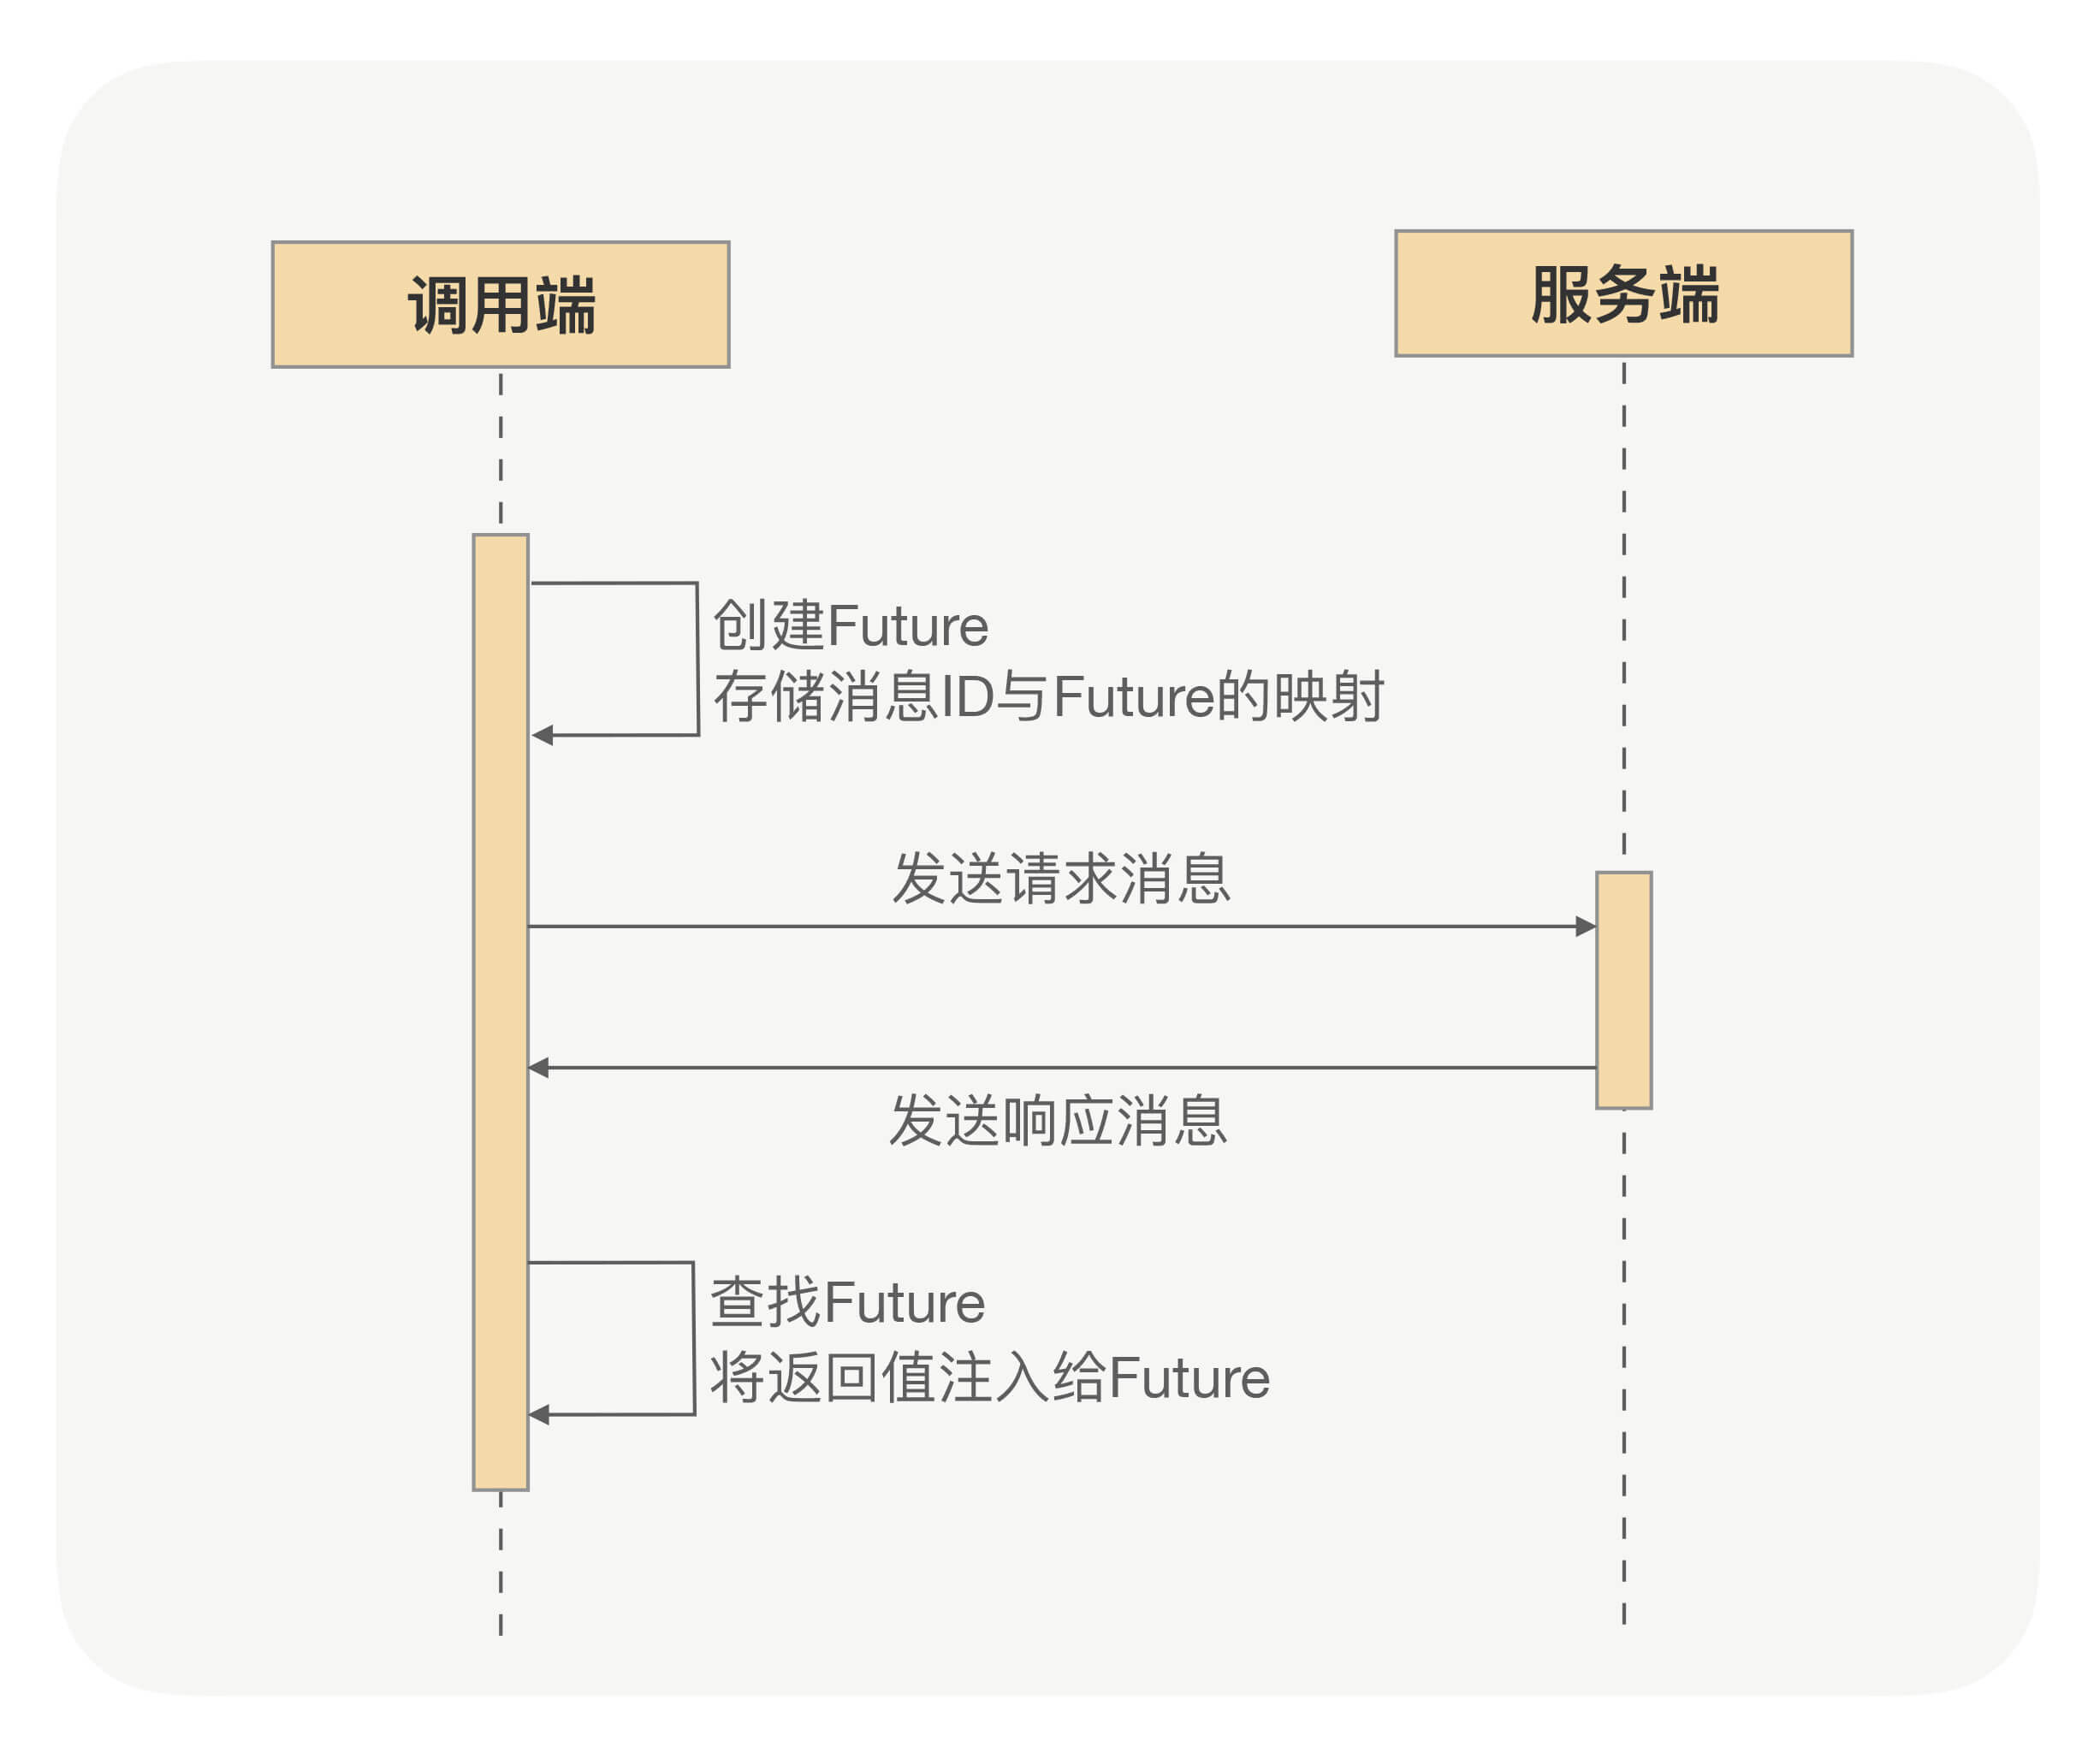 调用端
服务端
创建Future
存储消息ID与Future的映射
发送请求消息
发送响应消息
查找Future
将返回值注入给Future